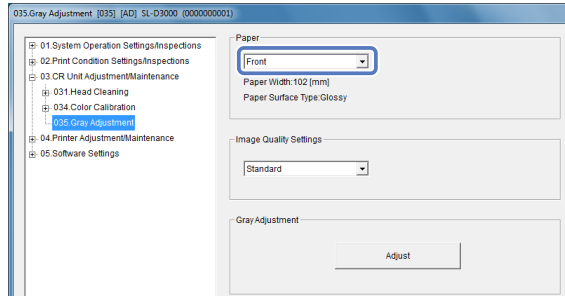 035.Gray Adjustment [035] [AD] SL-D3000 (0000000001)
01.System Operation Settings/Inspections
02.Print Condition Settings/Inspections
03.CR Unit Adjustment/Maintenance
031.Head Cleaning
034.Color Calibration
035.Gray Adjustment
04.Printer Adjustment/Maintenance
05.Software Settings
Paper
Front
Paper Width:102 [mm]
Paper Surface Type:Glossy
Image Quality Settings
Standard
Gray Adjustment
Adjust